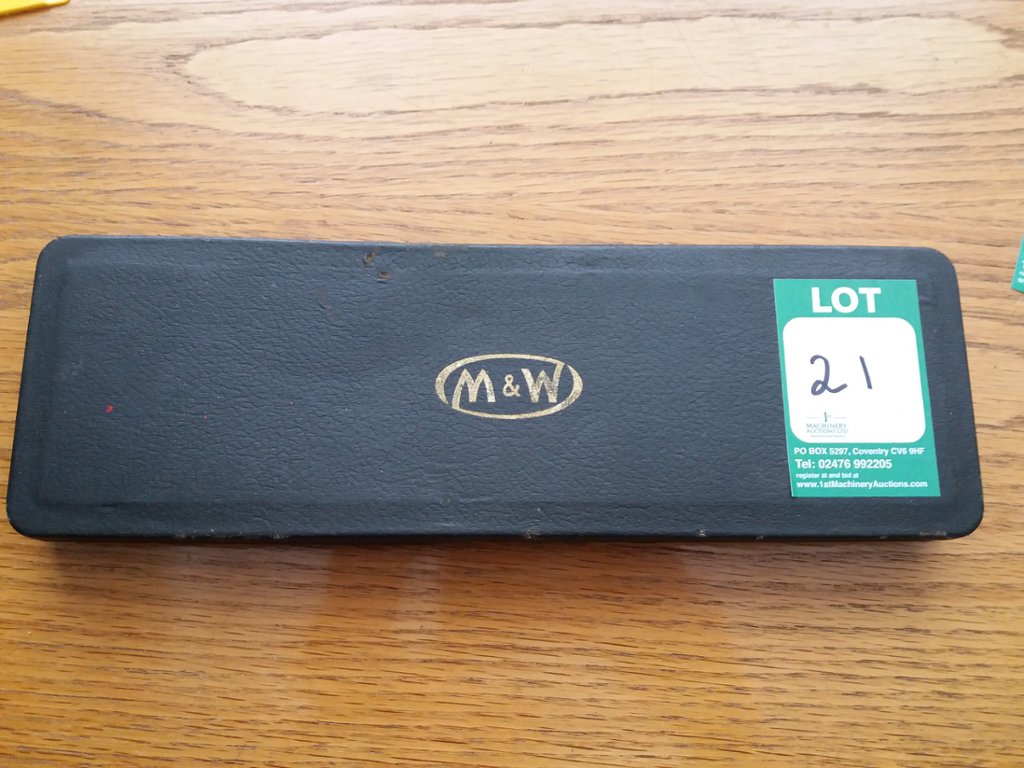 M & W
LOT
21
1st
MACHINERY
AUCTIONS LTD
PO BOX 5297, Coventry CV6 9HF
Tel: 02476 992205
register at and bid at
www.1stMachineryAuctions.com